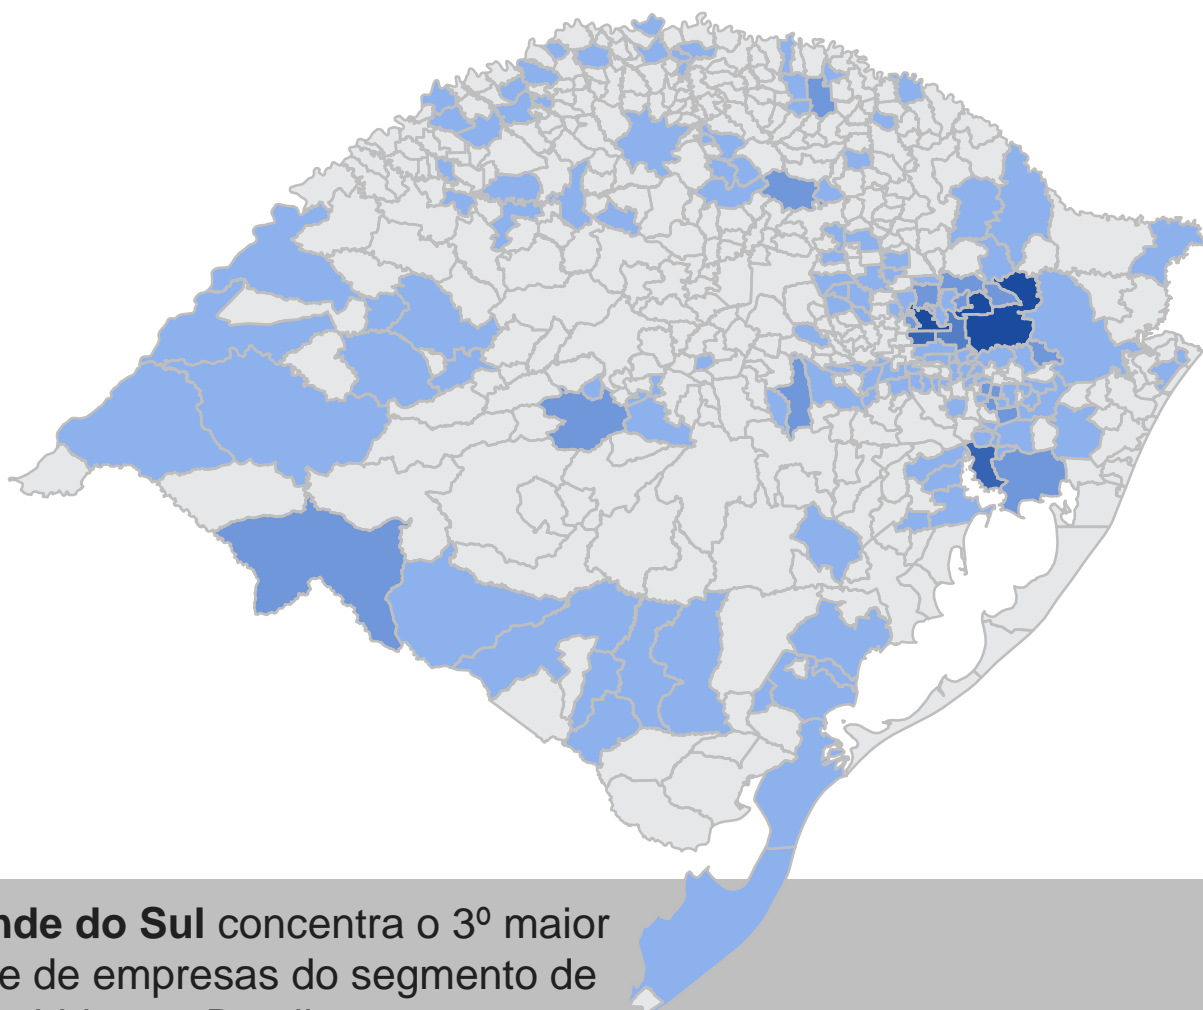 nde do Sul concentra o 3º maior
e de empresas do segmento de